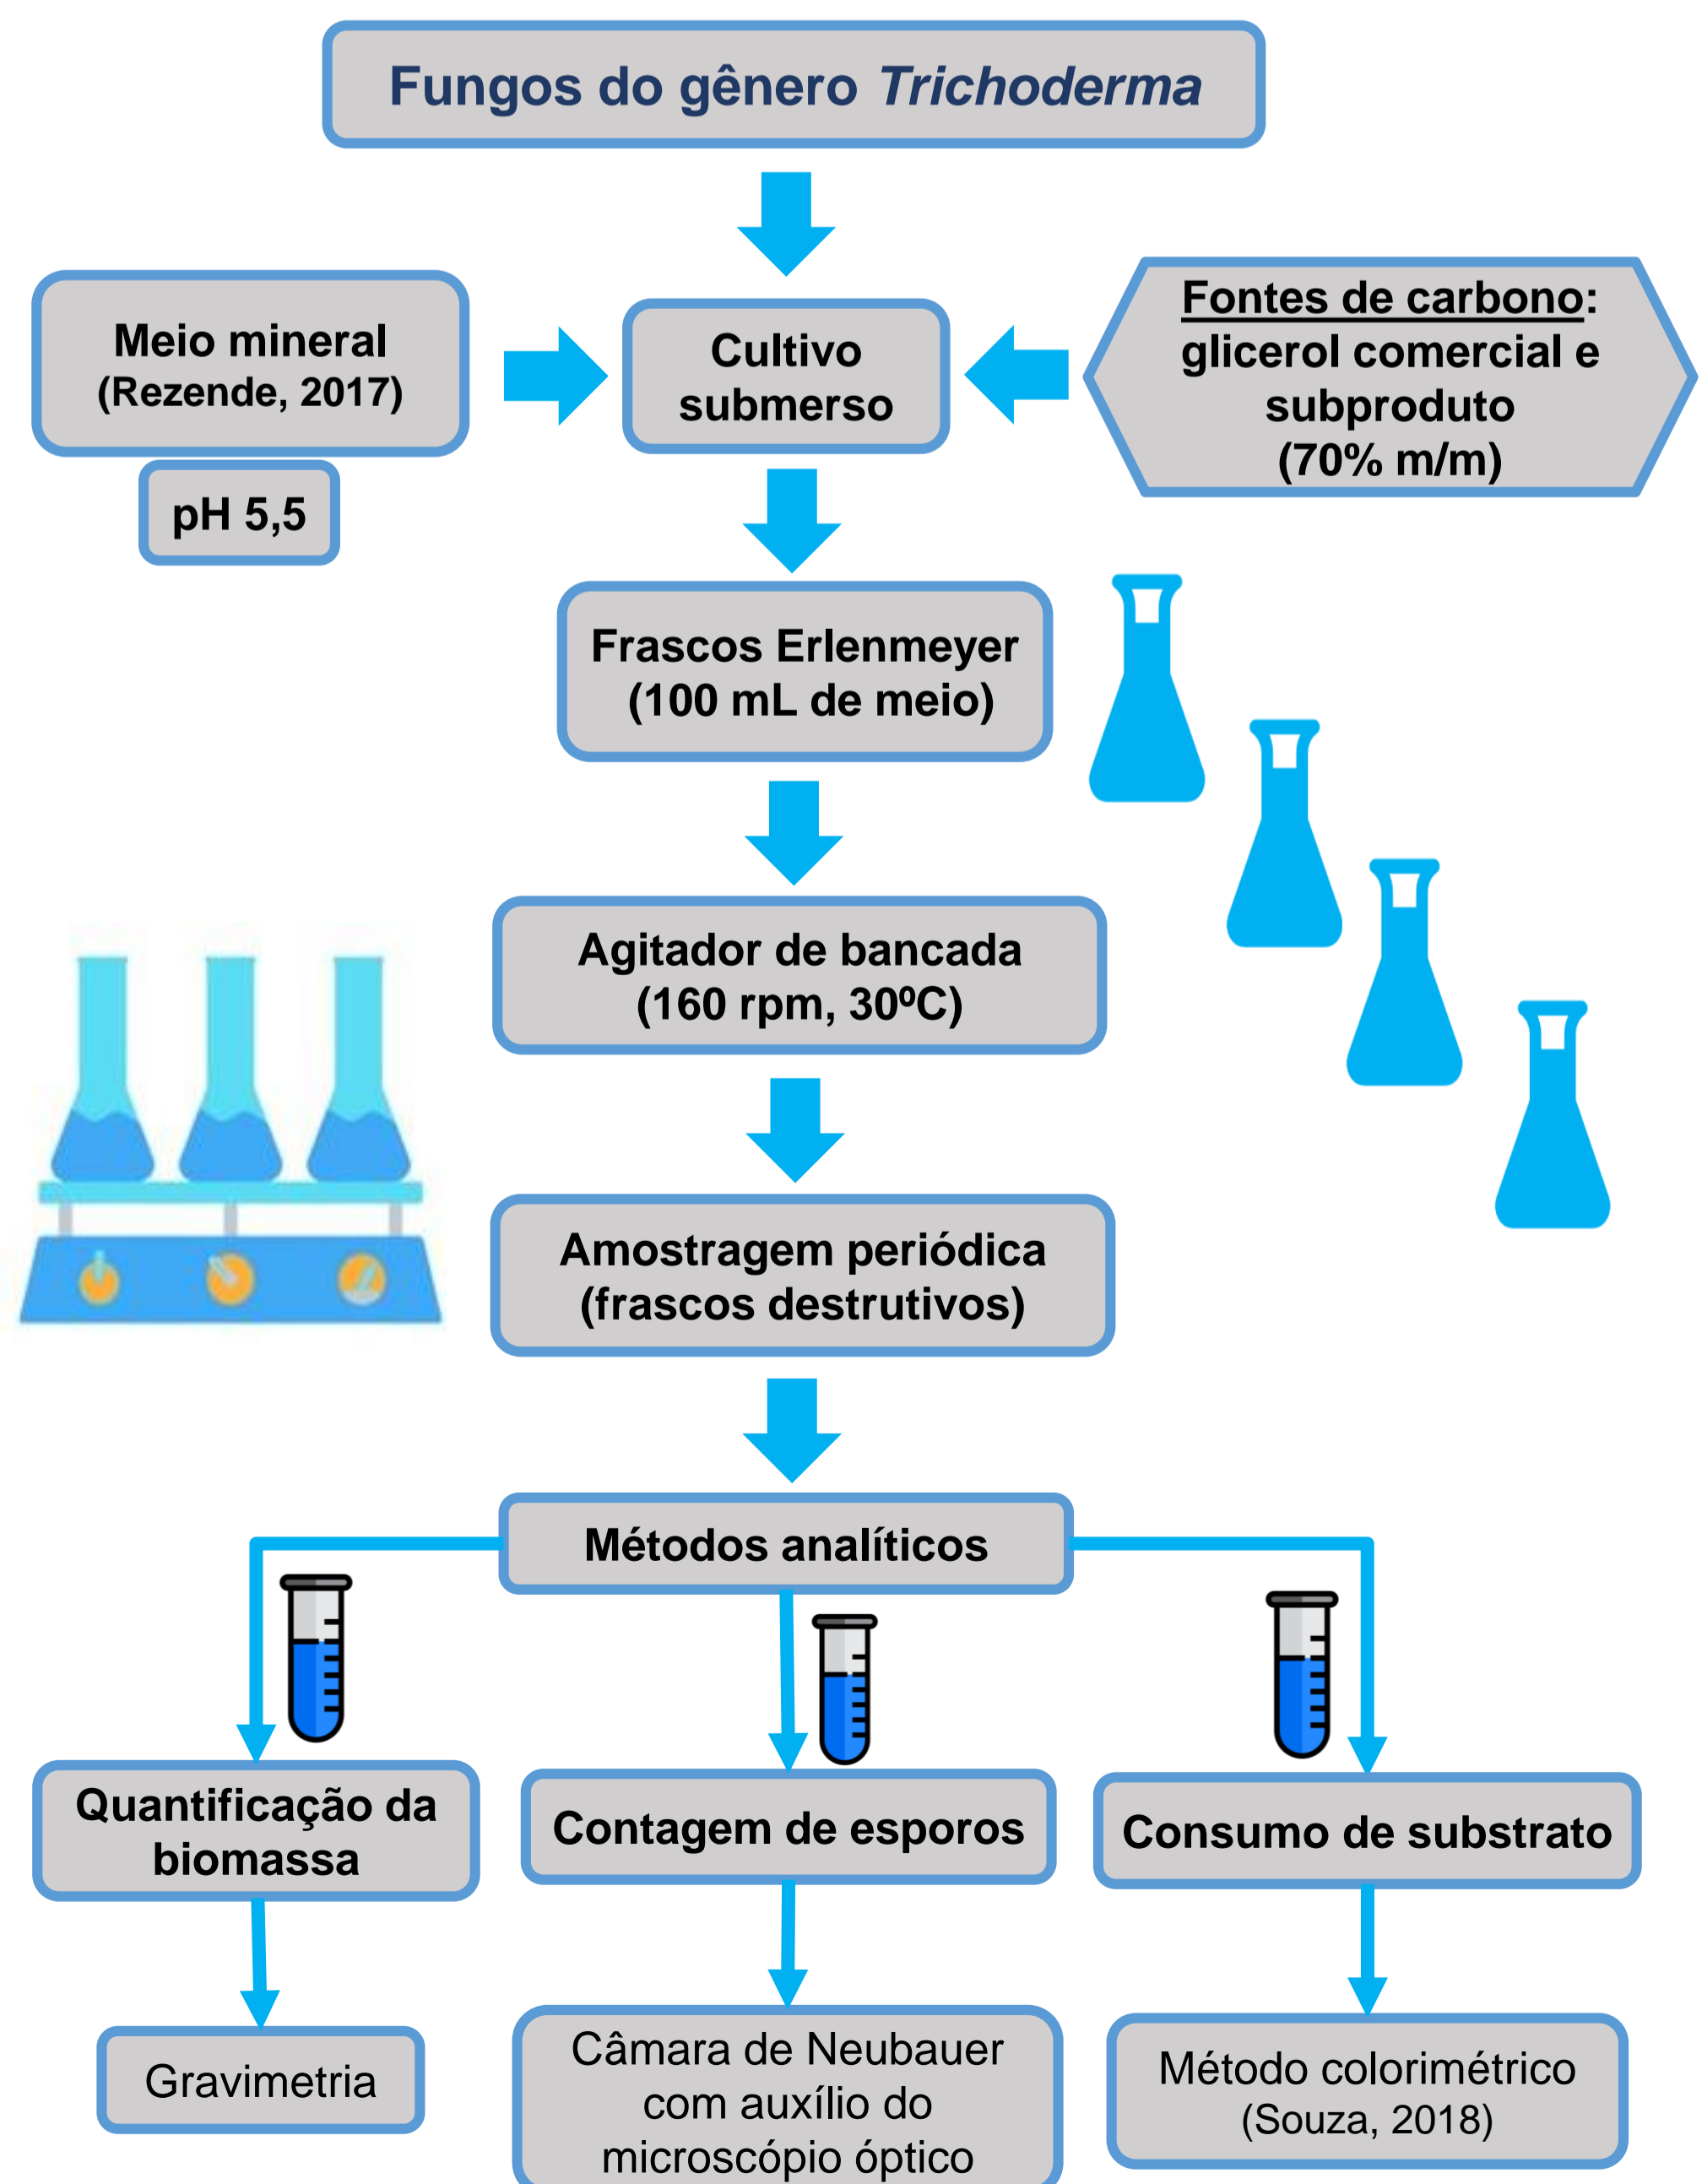 Fungos do gênero Trichoderma
Meio mineral
(Rezende, 2017)
pH 5,5
Cultivo
submerso
Fontes de carbono:
glicerol comercial e
subproduto
(70% m/m)
Frascos Erlenmeyer
(100 mL de meio)
Agitador de bancada
(160 rpm, 30ºC)
Amostragem periódica
(frascos destrutivos)
Métodos analíticos
Quantificação da
biomassa
Contagem de esporos
Consumo de substrato
Gravimetria
Câmara de Neubauer
com auxílio do
microscópio óptico
Método colorimétrico
(Souza, 2018)